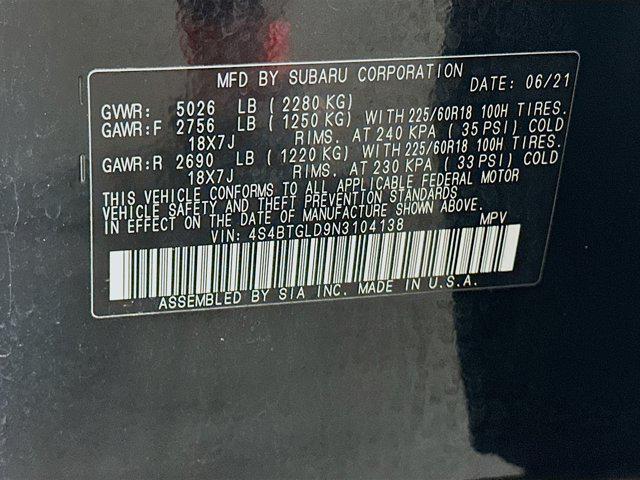 MFD BY SUBARU CORPORATION DATE: 06/21
GVWR: 5026 LB ( 2280 KG)
GAWR:F 2756 LB ( 1250 KG) WITH 225/60R18 100H TIRES.
18X7J RIMS. AT 240 KPA ( 35 PSI) COLD
GAWR:R 2690 LB ( 1220 KG) WITH 225/60R18 100H TIRES.
18X7J RIMS. AT 230 KPA ( 33 PSI) COLD
THIS VEHICLE CONFORMS TO ALL APPLICABLE FEDERAL MOTOR
VEHICLE SAFETY AND THEFT PREVENTION STANDARDS
IN EFFECT ON THE DATE OF MANUFACTURE SHOWN ABOVE.
VIN: 4S4BTGLD9N3104138 MPV
ASSEMBLED BY SIA INC. MADE IN U.S.A.